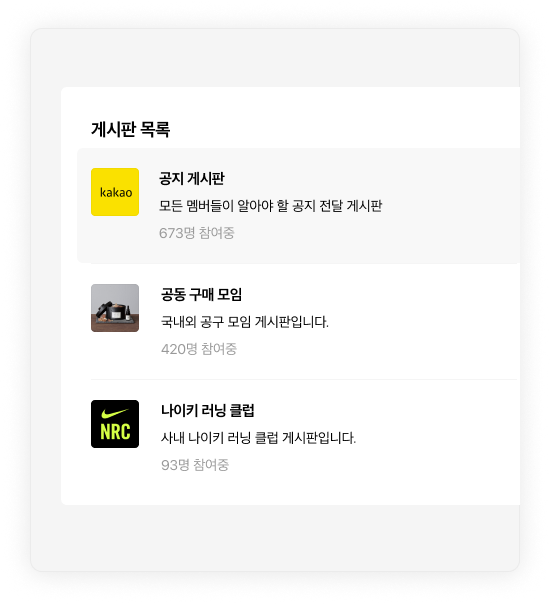 게시판 목록
kakao
공지 게시판
모든 멤버들이 알아야 할 공지 전달 게시판
673명 참여중
공동 구매 모임
국내외 공구 모임 게시판입니다.
420명 참여중
NRC
나이키 러닝 클럽
사내 나이키 러닝 클럽 게시판입니다.
93명 참여중